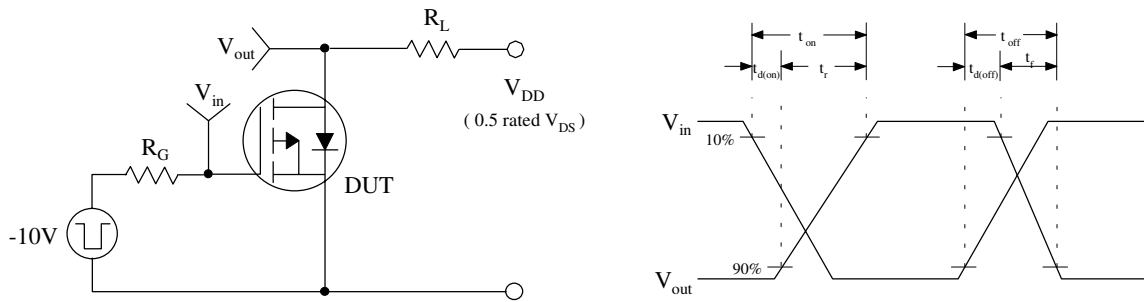 V_out
R_L
V_in
V_DD
( 0.5 rated V_DS )
R_G
DUT
-10V
t_on
t_off
t_d(on)
t_r
t_d(off)
t_f
V_in
10%
90%
V_out